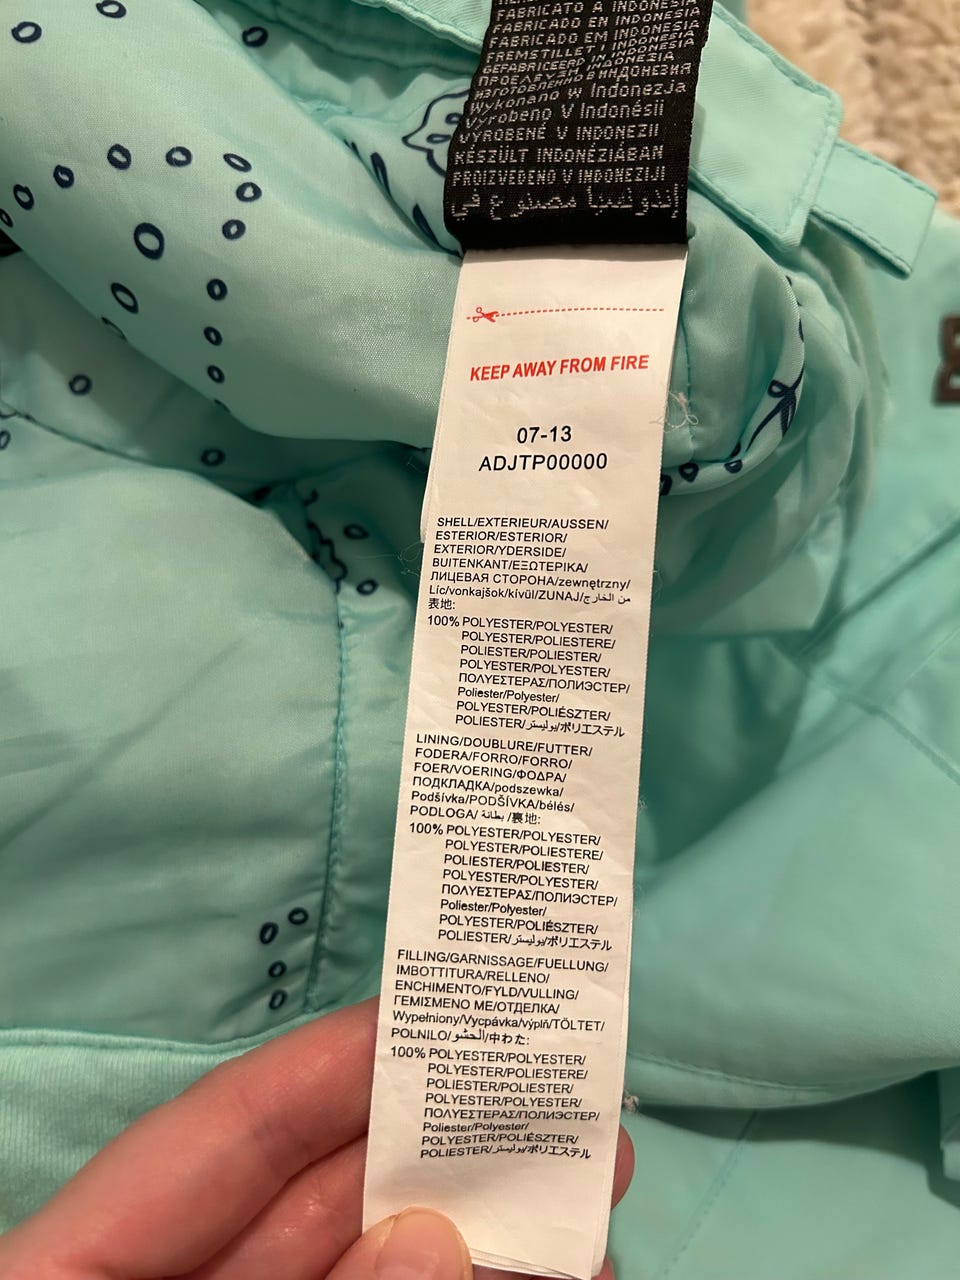 FABRICATO A INDONESIA
FABRICADO EN INDONESIA
FABRICADO EM INDONESIA
FREMSTILLET I INDONESIA
GEFABRICEERD IN INDONESIA
ИЗГОТОВЛЕННО В ИНДОНЕЗИЯ
Wykonano w Indonezja
Vyrobeno V Indonésii
VÝROBENÉ V INDONEZII
KÉSZÜLT INDONÉZIÁBAN
PROIZVEDENO V INDONEZIJI
إندونيسيا مصنوع في
KEEP AWAY FROM FIRE
07-13
ADJTP00000
SHELL/EXTERIEUR/AUSSEN/
ESTERIOR/ESTERIOR/
EXTERIOR/YDERSIDE/
BUITENKANT/ΕΞΩΤΕΡΙΚΑ/
ЛИЦЕВАЯ СТОРОНА/zewnętrzny/
Líc/vonkajšok/kívül/ZUNAJ/من الخارج/
表地:
100% POLYESTER/POLYESTER/
POLYESTER/POLIESTERE/
POLIESTER/POLIESTER/
POLYESTER/POLYESTER/
ΠΟΛΥΕΣΤΕΡΑΣ/ПОЛИЭСТЕР/
Poliester/Polyester/
POLYESTER/POLIÉSZTER/
POLIESTER/بوليستر/ポリエステル
LINING/DOUBLURE/FUTTER/
FODERA/FORRO/FORRO/
FOER/VOERING/ΦΟΔΡΑ/
ПОДКЛАДКА/podszewka/
Podšívka/PODŠÍVKA/bélés/
PODLOGA/بطانة/裏地:
100% POLYESTER/POLYESTER/
POLYESTER/POLIESTERE/
POLIESTER/POLIESTER/
POLYESTER/POLYESTER/
ΠΟΛΥΕΣΤΕΡΑΣ/ПОЛИЭСТЕР/
Poliester/Polyester/
POLYESTER/POLIÉSZTER/
POLIESTER/بوليستر/ポリエステル
FILLING/GARNISSAGE/FUELLUNG/
IMBOTTITURA/RELLENO/
ENCHIMENTO/FYLD/VULLING/
ΓΕΜΙΣΜΕΝΟ ΜΕ/ОТДЕЛКА/
Wypełniony/Vycpávka/výplň/TÖLTET/
POLNILO/الحشو/中わた:
100% POLYESTER/POLYESTER/
POLYESTER/POLIESTERE/
POLIESTER/POLIESTER/
POLYESTER/POLYESTER/
ΠΟΛΥΕΣΤΕΡΑΣ/ПОЛИЭСТЕР/
Poliester/Polyester/
POLYESTER/POLIÉSZTER/
POLIESTER/بوليستر/ポリエステル